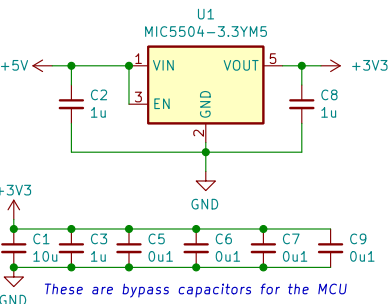 U1
MIC5504-3.3YM5
+5V
1
VIN
VOUT
5
+3V3
3
EN
GND
2
C2
1u
C8
1u
GND
+3V3
C1
10u
C3
1u
C5
0u1
C6
0u1
C7
0u1
C9
0u1
GND
These are bypass capacitors for the MCU